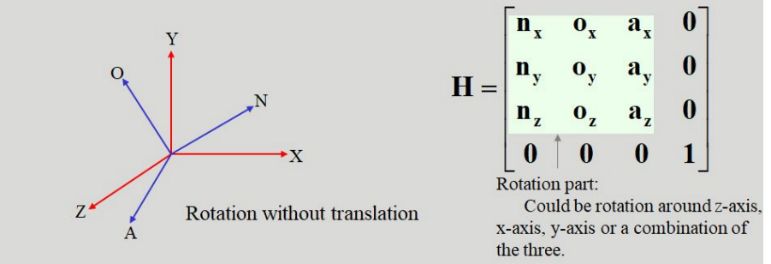 Y
O
N
X
Z
A
Rotation without translation
H = [ n_x o_x a_x 0
n_y o_y a_y 0
n_z o_z a_z 0
0 0 0 1 ]
Rotation part:
Could be rotation around z-axis,
x-axis, y-axis or a combination of
the three.